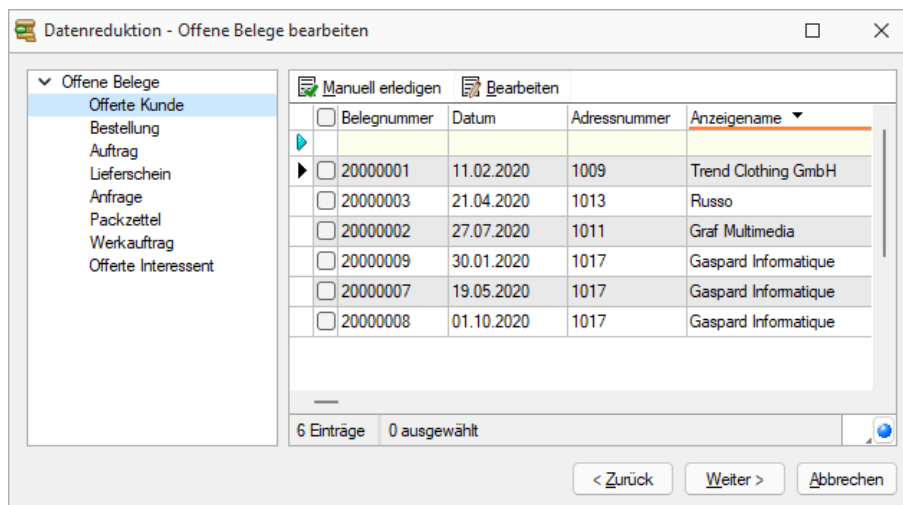 Datenreduktion - Offene Belege bearbeiten
Offene Belege
Offerte Kunde
Bestellung
Auftrag
Lieferschein
Anfrage
Packzettel
Werkauftrag
Offerte Interessent
Manuell erledigen Bearbeiten
Belegnummer Datum Adressnummer Anzeigename
20000001 11.02.2020 1009 Trend Clothing GmbH
20000003 21.04.2020 1013 Russo
20000002 27.07.2020 1011 Graf Multimedia
20000009 30.01.2020 1017 Gaspard Informatique
20000007 19.05.2020 1017 Gaspard Informatique
20000008 01.10.2020 1017 Gaspard Informatique
6 Einträge 0 ausgewählt
< Zurück Weiter > Abbrechen